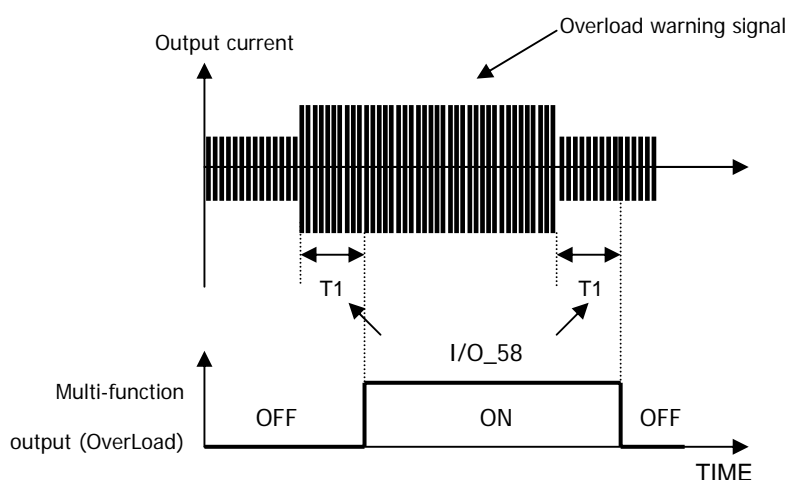 Overload warning signal
Output current
T1
T1
I/O_58
Multi-function
output (OverLoad)
OFF
ON
OFF
TIME